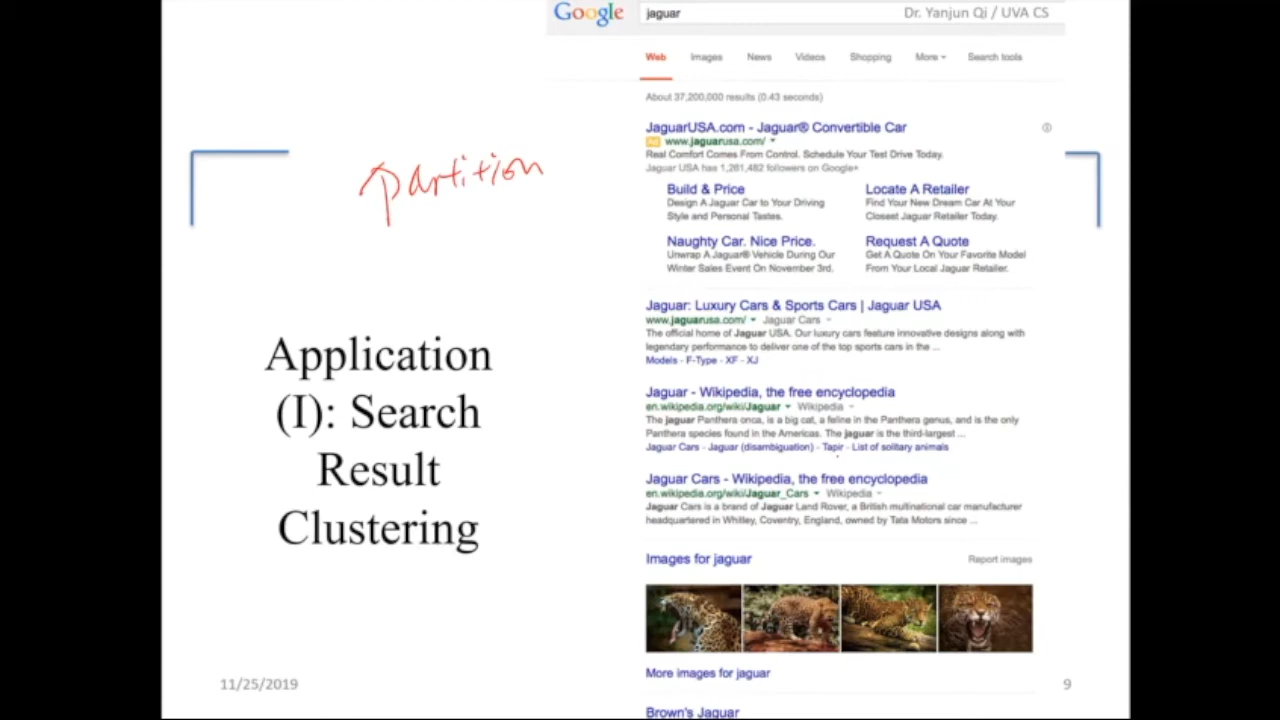 Google
jaguar
Dr. Yanjun Qi / UVA CS
Web Images News Videos Shopping More Search tools
About 37,200,000 results (0.43 seconds)
JaguarUSA.com - Jaguar® Convertible Car
Ad www.jaguarusa.com/
Real Comfort Comes From Control. Schedule Your Test Drive Today.
Jaguar USA has 1,261,482 followers on Google+
Build & Price
Design A Jaguar Car to Your Driving
Style and Personal Tastes.
Locate A Retailer
Find Your New Dream Car At Your
Closest Jaguar Retailer Today.
Naughty Car. Nice Price.
Unwrap A Jaguar® Vehicle During Our
Winter Sales Event On November 3rd.
Request A Quote
Get A Quote On Your Favorite Model
From Your Local Jaguar Retailer.
Jaguar: Luxury Cars & Sports Cars | Jaguar USA
www.jaguarusa.com/ Jaguar Cars
The official home of Jaguar USA. Our luxury cars feature innovative designs along with
legendary performance to deliver one of the top sports cars in the ...
Models - F-Type - XF - XJ
Jaguar - Wikipedia, the free encyclopedia
en.wikipedia.org/wiki/Jaguar Wikipedia
The jaguar Panthera onca, is a big cat, a feline in the Panthera genus, and is the only
Panthera species found in the Americas. The jaguar is the third-largest ...
Jaguar Cars - Jaguar (disambiguation) - Tapir - List of solitary animals
Jaguar Cars - Wikipedia, the free encyclopedia
en.wikipedia.org/wiki/Jaguar_Cars Wikipedia
Jaguar Cars is a brand of Jaguar Land Rover, a British multinational car manufacturer
headquartered in Whitley, Coventry, England, owned by Tata Motors since ...
Images for jaguar
Report images
More images for jaguar
Brown's Jaguar
partition
Application
(I): Search
Result
Clustering
11/25/2019
9